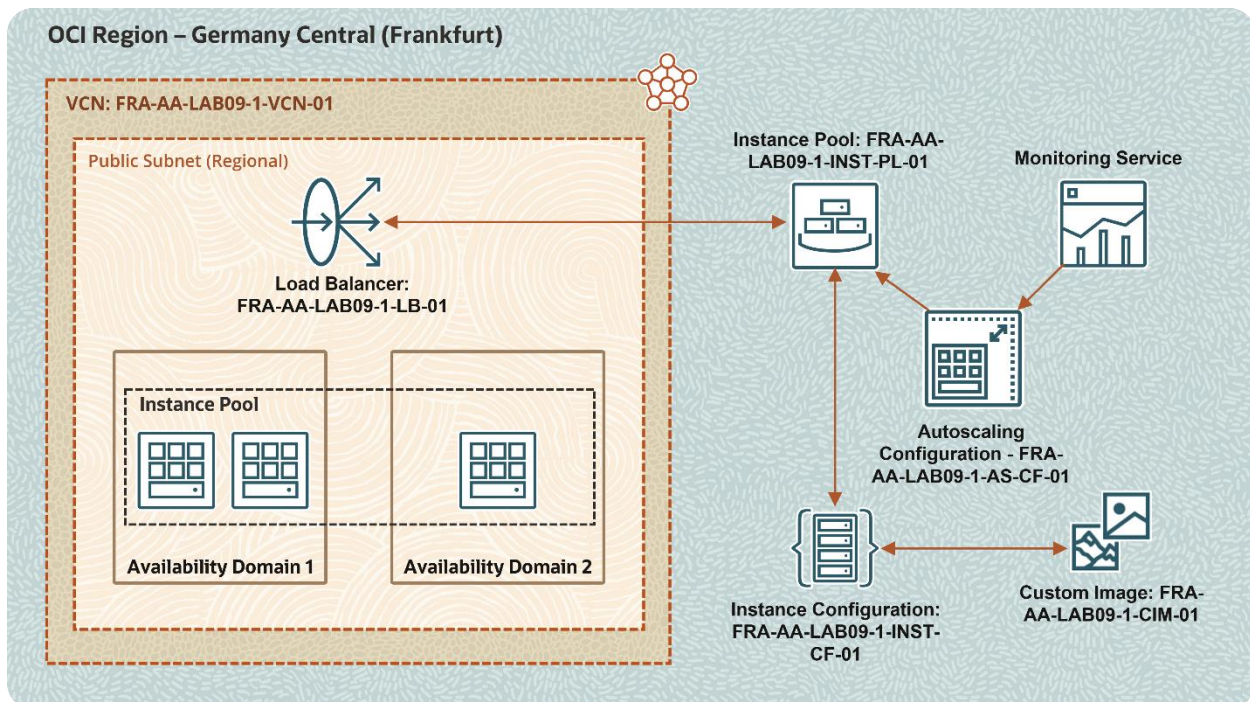 OCI Region – Germany Central (Frankfurt)
VCN: FRA-AA-LAB09-1-VCN-01
Public Subnet (Regional)
Load Balancer:
FRA-AA-LAB09-1-LB-01
Instance Pool
Availability Domain 1
Availability Domain 2
Instance Pool: FRA-AA-
LAB09-1-INST-PL-01
Monitoring Service
Autoscaling
Configuration - FRA-
AA-LAB09-1-AS-CF-01
Instance Configuration:
FRA-AA-LAB09-1-INST-
CF-01
Custom Image: FRA-
AA-LAB09-1-CIM-01